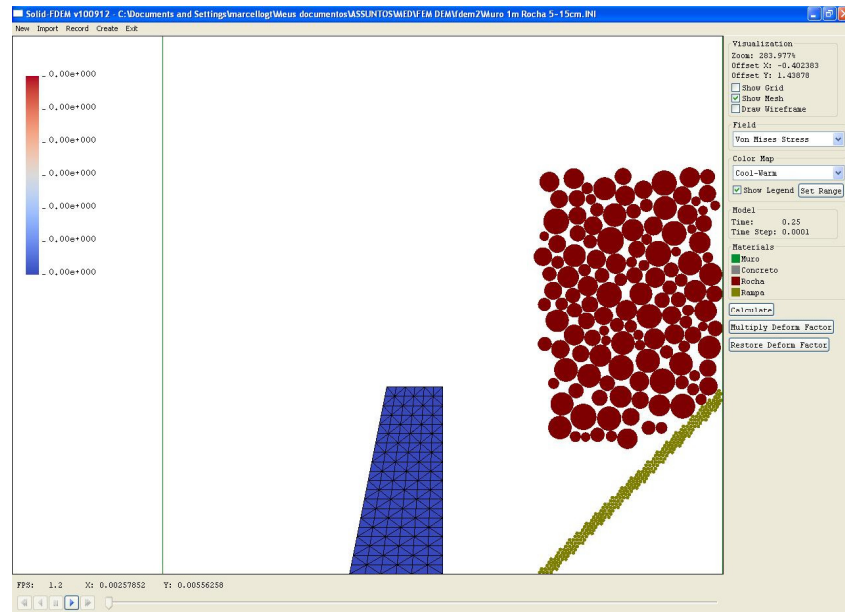 Solid-FDEM v100912 - C:\Documents and Settings\marcellogt\Meus documentos\ASSUNTOS\MED\FEM DEM\fdem2\Muro 1m Rocha 5-15cm.INI
New Import Record Create Exit
0,00e+000
0,00e+000
0,00e+000
0,00e+000
0,00e+000
0,00e+000
0,00e+000
Visualization
Zoom: 283.977%
Offset X: -0.402383
Offset Y: 1.43878
Show Grid
Show Mesh
Draw Wireframe
Field
Von Mises Stress
Color Map
Cool-Warm
Show Legend Set Range
Model
Time: 0.25
Time Step: 0.0001
Materials
Muro
Concreto
Rocha
Rampa
Calculate
Multiply Deform Factor
Restore Deform Factor
FPS: 1.2 X: 0.00257852 Y: 0.00556258